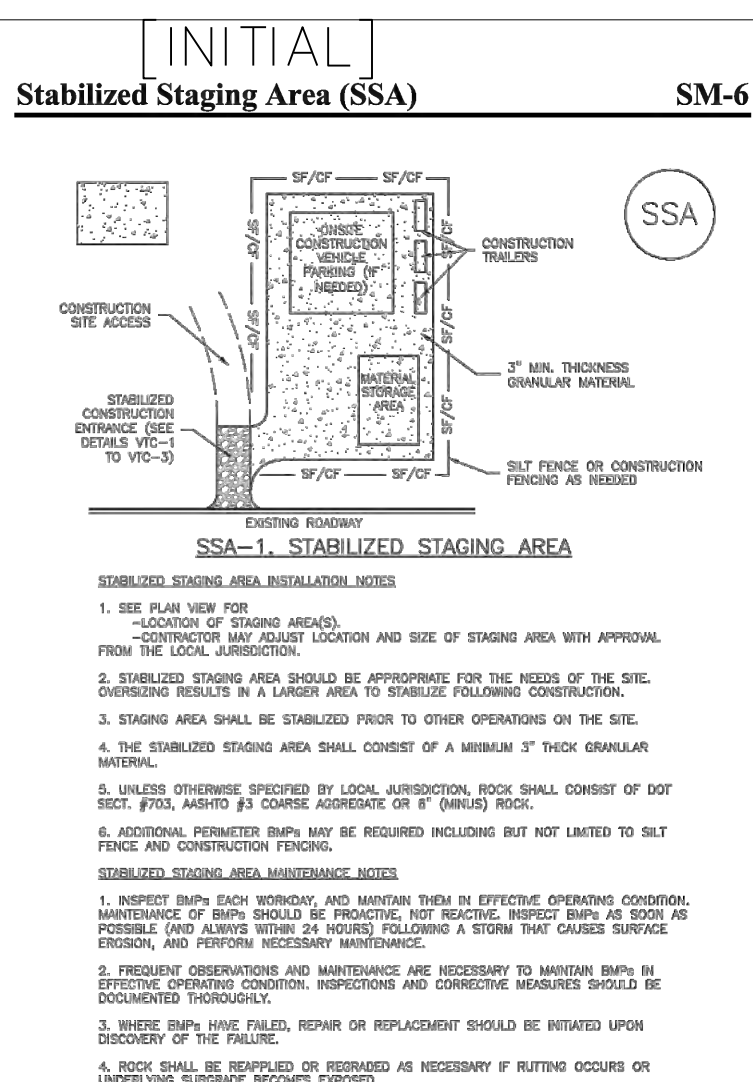 [INITIAL]
Stabilized Staging Area (SSA) SM-6
SF/CF SF/CF
SSA
SF/CF
SF/CF
ONSITE
CONSTRUCTION
VEHICLE
PARKING (IF
NEEDED)
CONSTRUCTION
TRAILERS
CONSTRUCTION
SITE ACCESS
SF/CF
SF/CF
3" MIN. THICKNESS
GRANULAR MATERIAL
MATERIAL
STORAGE
AREA
STABILIZED
CONSTRUCTION
ENTRANCE (SEE
DETAILS VTC-1
TO VTC-3)
SF/CF
SF/CF SF/CF
SILT FENCE OR CONSTRUCTION
FENCING AS NEEDED
EXISTING ROADWAY
SSA-1. STABILIZED STAGING AREA
STABILIZED STAGING AREA INSTALLATION NOTES
1. SEE PLAN VIEW FOR
-LOCATION OF STAGING AREA(S).
-CONTRACTOR MAY ADJUST LOCATION AND SIZE OF STAGING AREA WITH APPROVAL
FROM THE LOCAL JURISDICTION.
2. STABILIZED STAGING AREA SHOULD BE APPROPRIATE FOR THE NEEDS OF THE SITE.
OVERSIZING RESULTS IN A LARGER AREA TO STABILIZE FOLLOWING CONSTRUCTION.
3. STAGING AREA SHALL BE STABILIZED PRIOR TO OTHER OPERATIONS ON THE SITE.
4. THE STABILIZED STAGING AREA SHALL CONSIST OF A MINIMUM 3" THICK GRANULAR
MATERIAL.
5. UNLESS OTHERWISE SPECIFIED BY LOCAL JURISDICTION, ROCK SHALL CONSIST OF DOT
SECT. #703, AASHTO #3 COARSE AGGREGATE OR 6" (MINUS) ROCK.
6. ADDITIONAL PERIMETER BMPs MAY BE REQUIRED INCLUDING BUT NOT LIMITED TO SILT
FENCE AND CONSTRUCTION FENCING.
STABILIZED STAGING AREA MAINTENANCE NOTES
1. INSPECT BMPs EACH WORKDAY, AND MAINTAIN THEM IN EFFECTIVE OPERATING CONDITION.
MAINTENANCE OF BMPs SHOULD BE PROACTIVE, NOT REACTIVE. INSPECT BMPs AS SOON AS
POSSIBLE (AND ALWAYS WITHIN 24 HOURS) FOLLOWING A STORM THAT CAUSES SURFACE
EROSION, AND PERFORM NECESSARY MAINTENANCE.
2. FREQUENT OBSERVATIONS AND MAINTENANCE ARE NECESSARY TO MAINTAIN BMPs IN
EFFECTIVE OPERATING CONDITION. INSPECTIONS AND CORRECTIVE MEASURES SHOULD BE
DOCUMENTED THOROUGHLY.
3. WHERE BMPs HAVE FAILED, REPAIR OR REPLACEMENT SHOULD BE INITIATED UPON
DISCOVERY OF THE FAILURE.
4. ROCK SHALL BE REAPPLIED OR REGRADED AS NECESSARY IF RUTTING OCCURS OR
UNDERLYING SUBGRADE BECOMES EXPOSED.